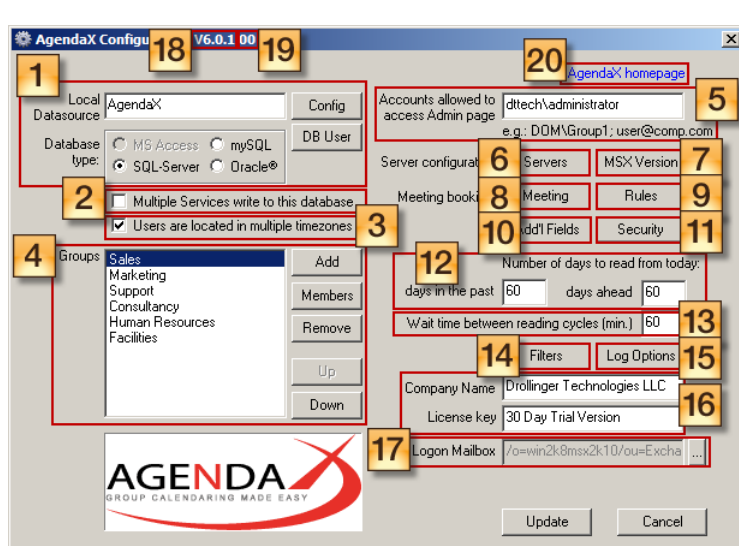 AgendaX Configu
V6.0.1 00
18
19
20
AgendaX homepage
1
Local Datasource
AgendaX
Config
Database type:
MS Access
mySQL
SQL-Server
Oracle®
DB User
2
Multiple Services write to this database
3
Users are located in multiple timezones
4
Groups
Sales
Marketing
Support
Consultancy
Human Resources
Facilities
Add
Members
Remove
Up
Down
AGENDAX
GROUP CALENDARING MADE EASY
Accounts allowed to
access Admin page
dttech\administrator
5
e.g.: DOM\Group1; user@comp.com
Server configurat
6
Servers
MSX Version
7
Meeting booki
8
Meeting
Rules
9
10
Add'l Fields
Security
11
12
Number of days to read from today:
days in the past
60
days ahead
60
Wait time between reading cycles (min.)
60
13
14
Filters
Log Options
15
Company Name
Drollinger Technologies LLC
16
License key
30 Day Trial Version
17
Logon Mailbox
/o=win2k8msx2k10/ou=Excha
...
Update
Cancel